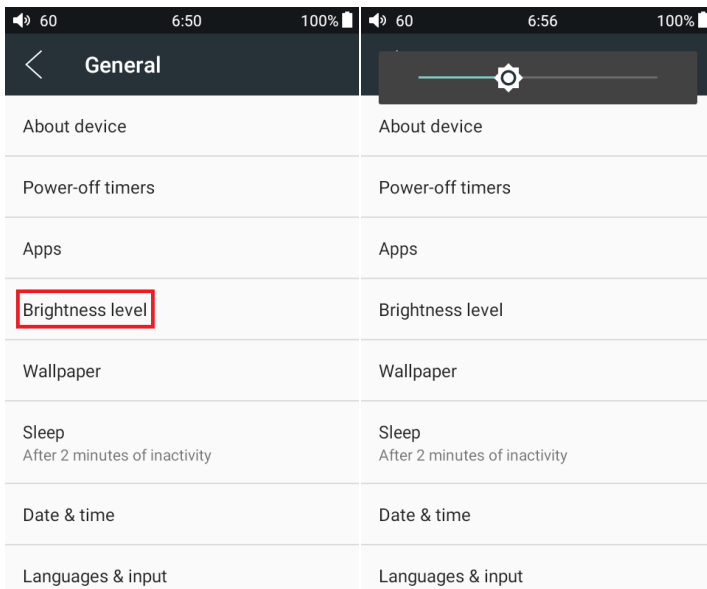 60 6:50 100%
General
About device
Power-off timers
Apps
Brightness level
Wallpaper
Sleep
After 2 minutes of inactivity
Date & time
Languages & input
60 6:56 100%
About device
Power-off timers
Apps
Brightness level
Wallpaper
Sleep
After 2 minutes of inactivity
Date & time
Languages & input